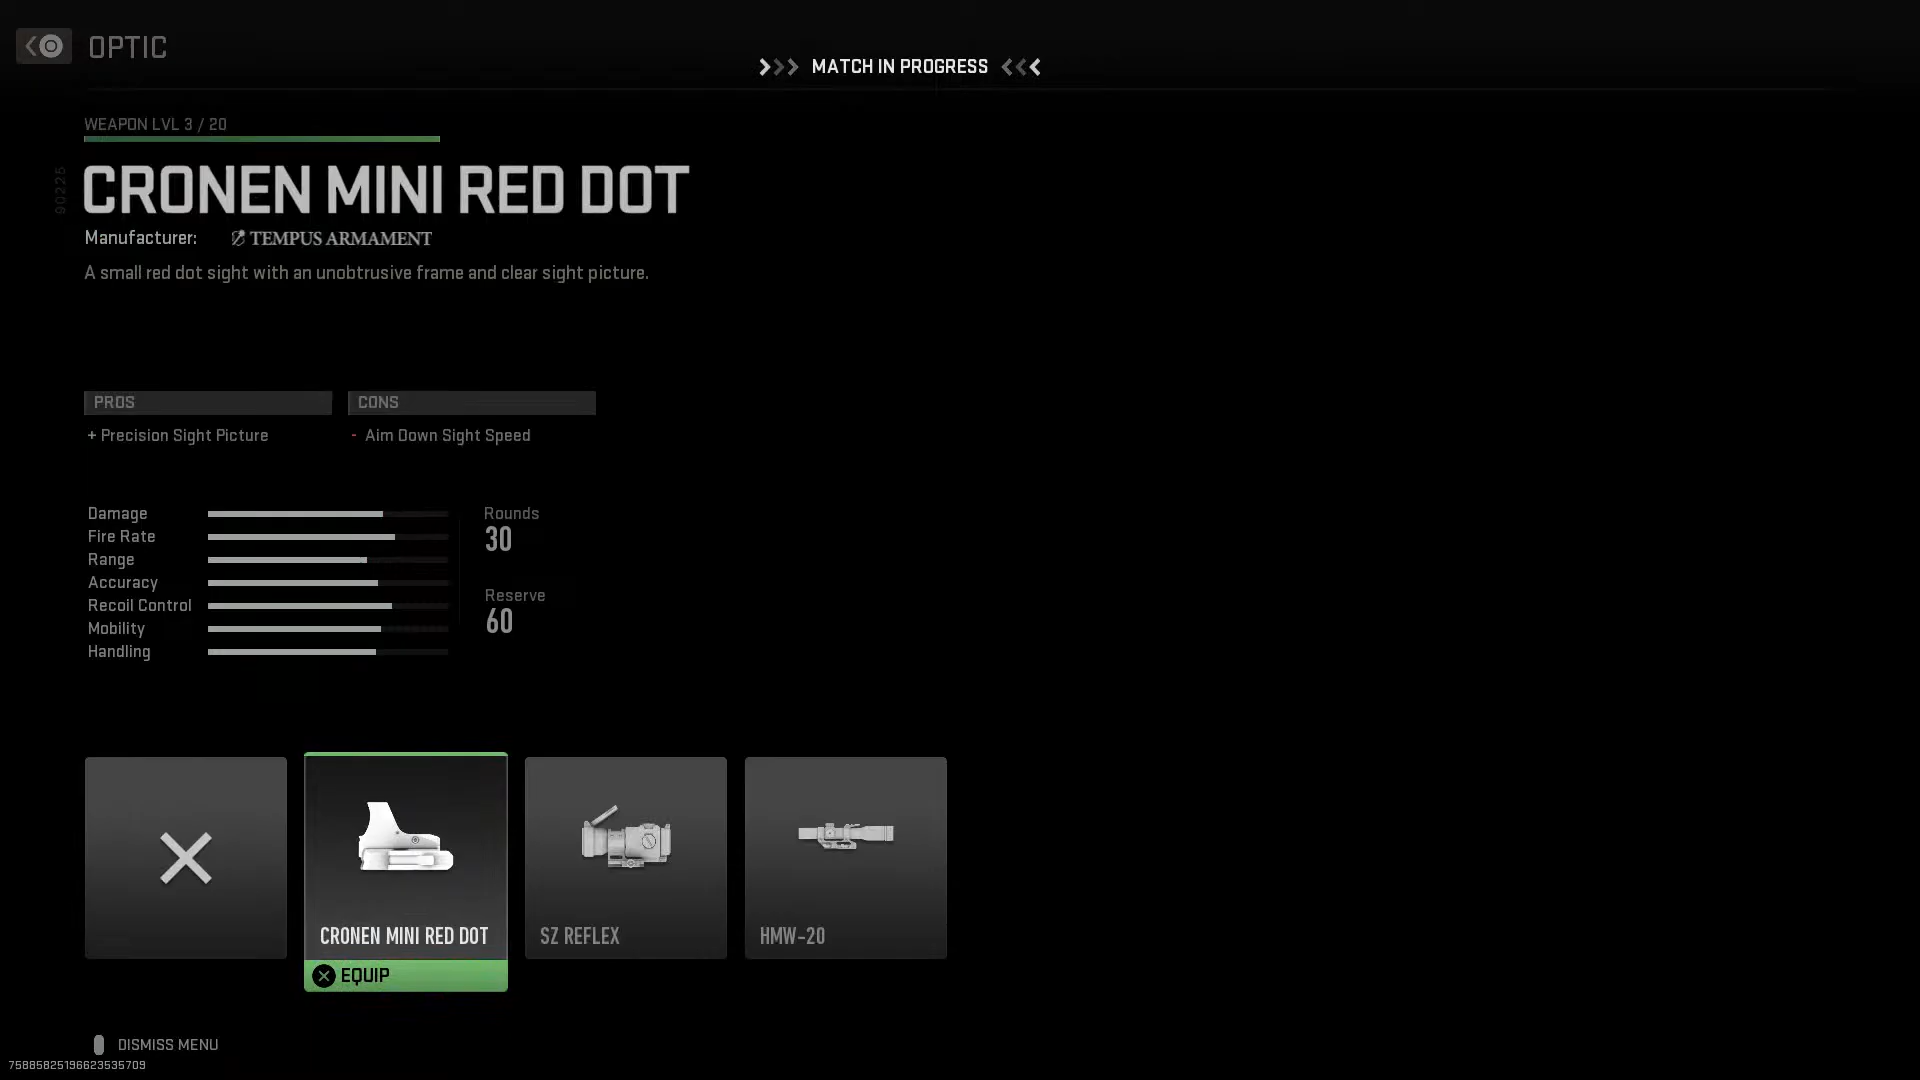 OPTIC
MATCH IN PROGRESS
WEAPON LVL 3 / 20
CRONEN MINI RED DOT
Manufacturer: TEMPUS ARMAMENT
A small red dot sight with an unobtrusive frame and clear sight picture.
PROS
CONS
+ Precision Sight Picture
- Aim Down Sight Speed
Damage
Fire Rate
Range
Accuracy
Recoil Control
Mobility
Handling
Rounds
30
Reserve
60
CRONEN MINI RED DOT
EQUIP
SZ REFLEX
HMW-20
DISMISS MENU
75885825196623535709